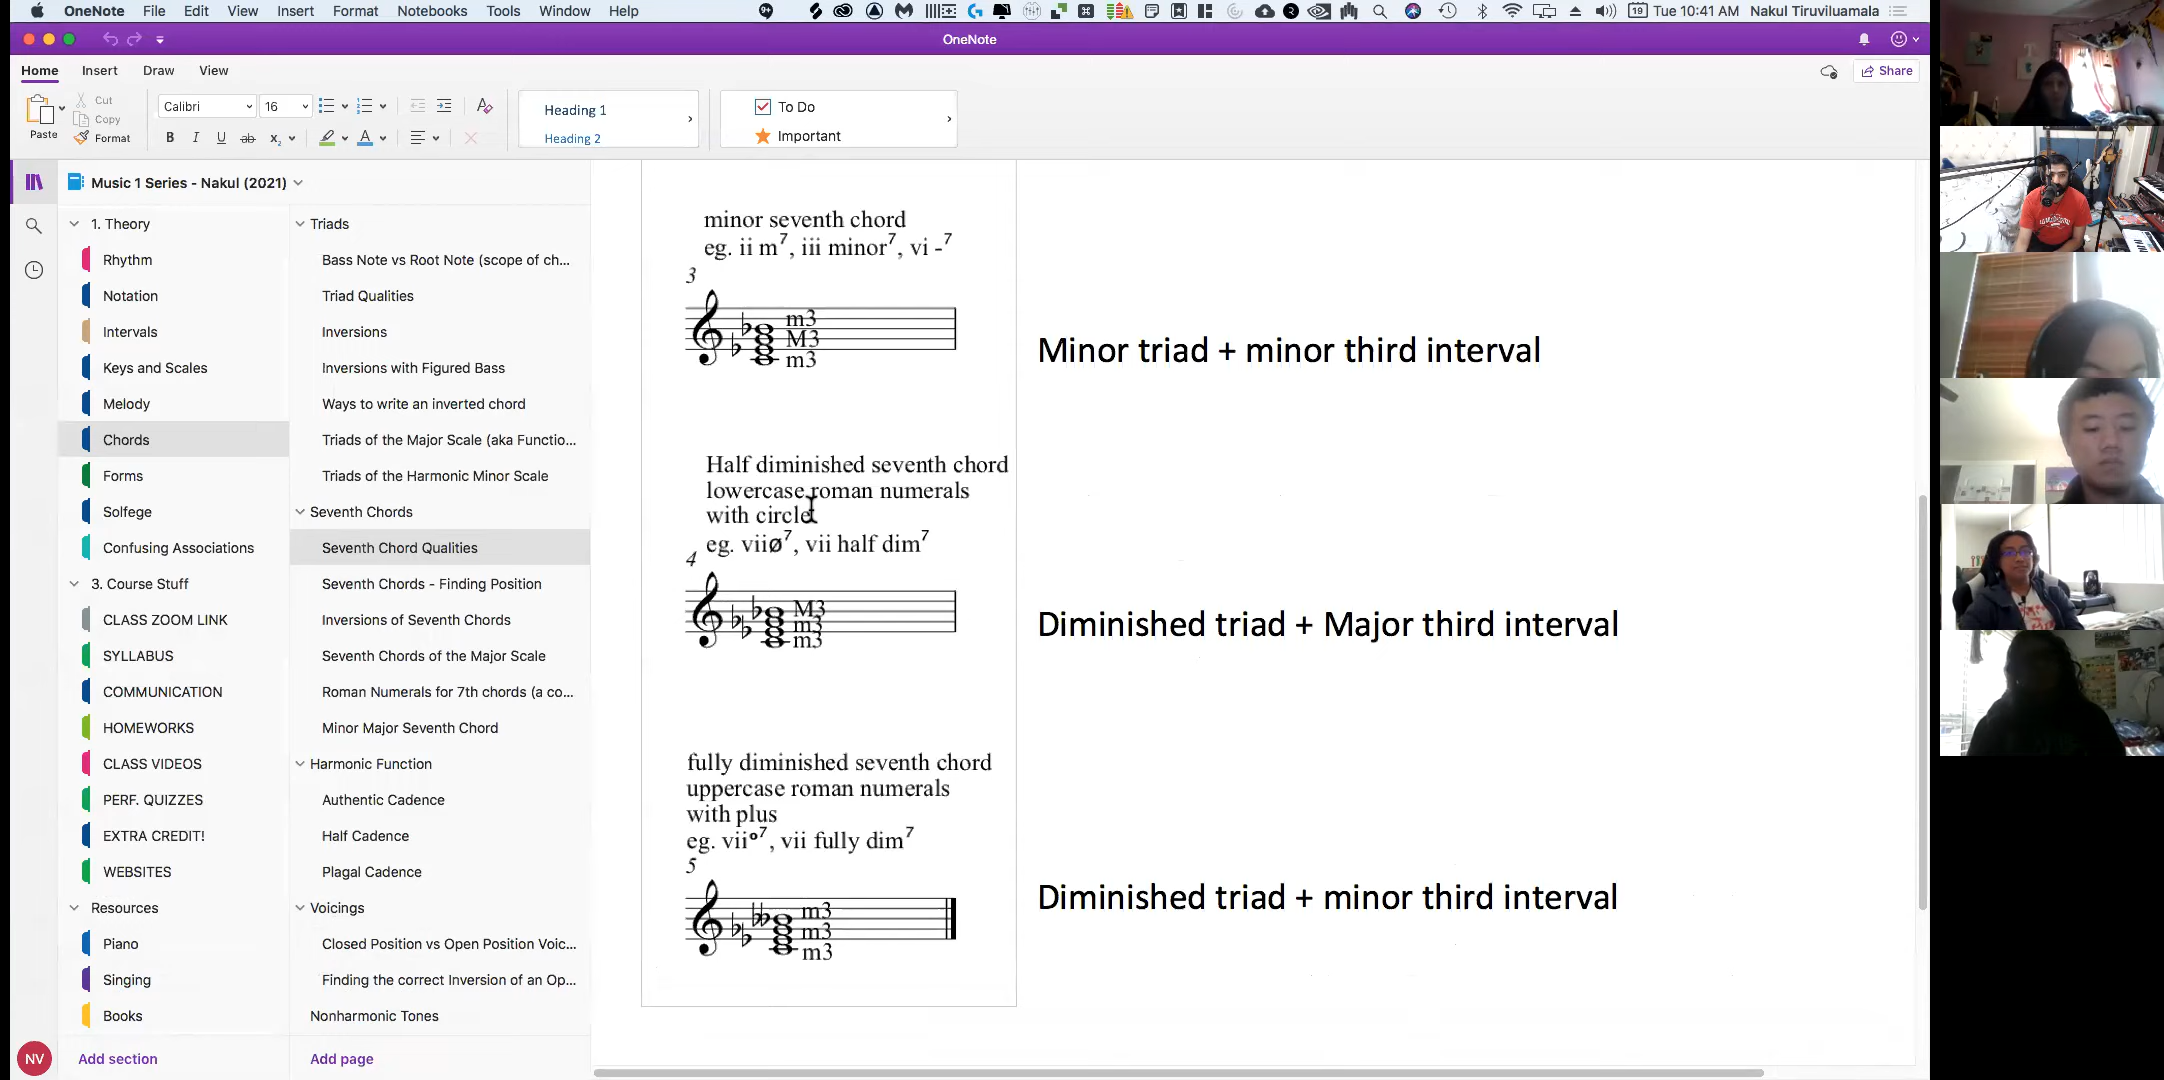 OneNote File Edit View Insert Format Notebooks Tools Window Help
19 Tue 10:41 AM Nakul Tiruviluamala
OneNote
Home Insert Draw View
Share
Paste
Cut
Copy
Format
Calibri 16
B I U ab x₂ A
Heading 1
Heading 2
To Do
Important
Music 1 Series - Nakul (2021)
1. Theory
Rhythm
Notation
Intervals
Keys and Scales
Melody
Chords
Forms
Solfege
Confusing Associations
3. Course Stuff
CLASS ZOOM LINK
SYLLABUS
COMMUNICATION
HOMEWORKS
CLASS VIDEOS
PERF. QUIZZES
EXTRA CREDIT!
WEBSITES
Resources
Piano
Singing
Books
NV
Add section
Triads
Bass Note vs Root Note (scope of ch...
Triad Qualities
Inversions
Inversions with Figured Bass
Ways to write an inverted chord
Triads of the Major Scale (aka Functio...
Triads of the Harmonic Minor Scale
Seventh Chords
Seventh Chord Qualities
Seventh Chords - Finding Position
Inversions of Seventh Chords
Seventh Chords of the Major Scale
Roman Numerals for 7th chords (a co...
Minor Major Seventh Chord
Harmonic Function
Authentic Cadence
Half Cadence
Plagal Cadence
Voicings
Closed Position vs Open Position Voic...
Finding the correct Inversion of an Op...
Nonharmonic Tones
Add page
minor seventh chord
eg. ii m⁷, iii minor⁷, vi -⁷
3
m3
M3
m3
Minor triad + minor third interval
Half diminished seventh chord
lowercase roman numerals
with circle
eg. viiø⁷, vii half dim⁷
4
M3
m3
m3
Diminished triad + Major third interval
fully diminished seventh chord
uppercase roman numerals
with plus
eg. vii°⁷, vii fully dim⁷
5
m3
m3
m3
Diminished triad + minor third interval